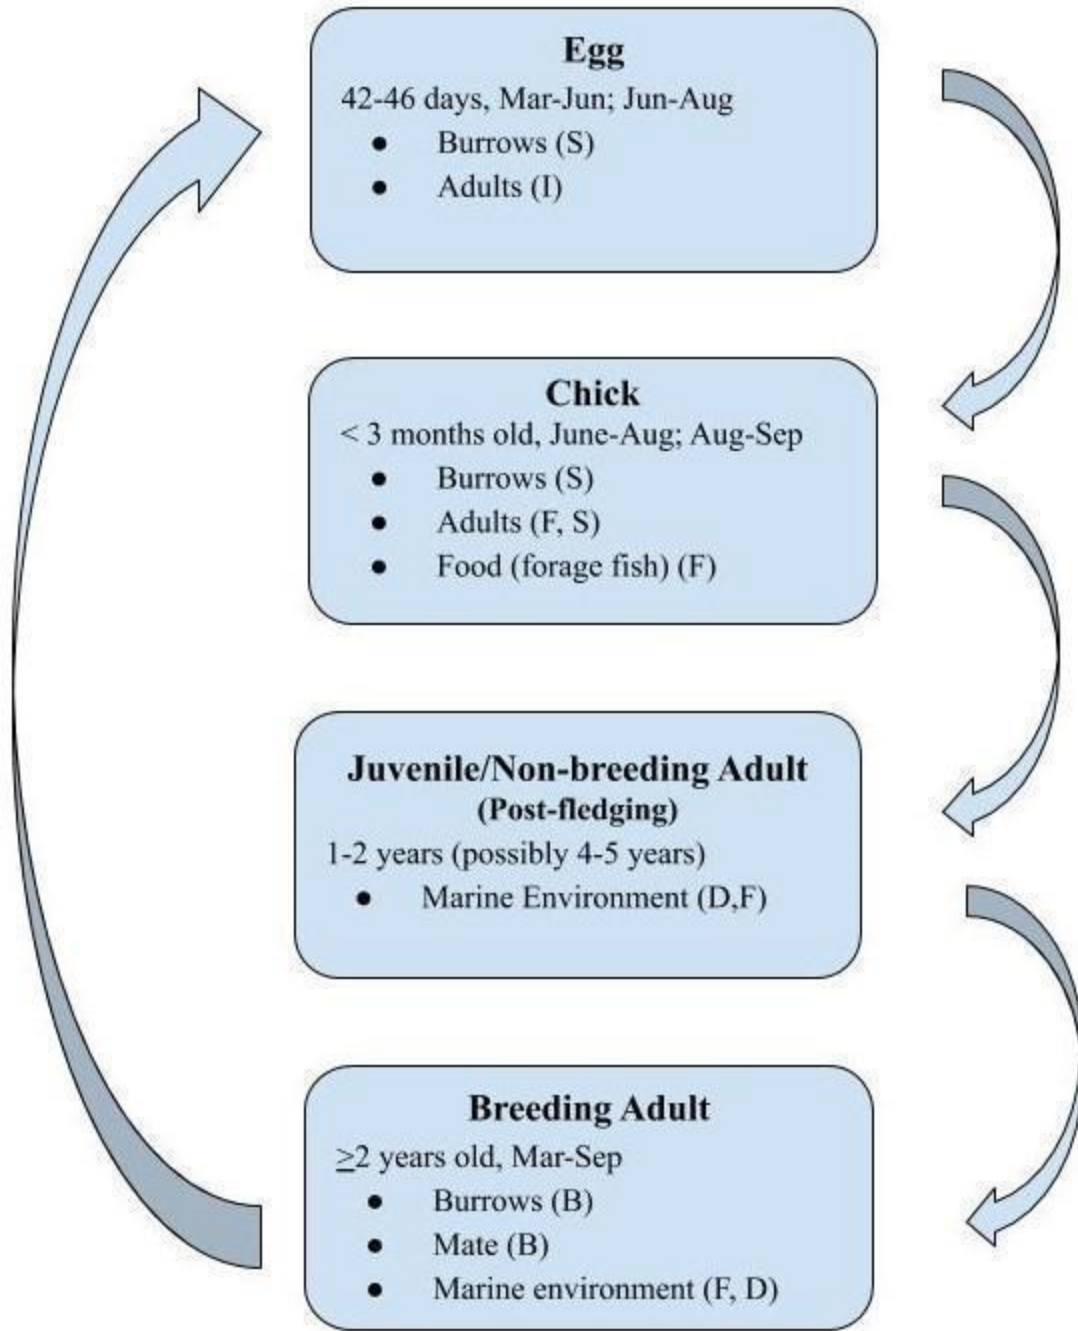 Egg
42-46 days, Mar-Jun; Jun-Aug
● Burrows (S)
● Adults (I)
Chick
< 3 months old, June-Aug; Aug-Sep
● Burrows (S)
● Adults (F, S)
● Food (forage fish) (F)
Juvenile/Non-breeding Adult
(Post-fledging)
1-2 years (possibly 4-5 years)
● Marine Environment (D,F)
Breeding Adult
≥2 years old, Mar-Sep
● Burrows (B)
● Mate (B)
● Marine environment (F, D)